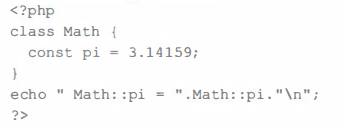 <?php
class Math {
  const pi = 3.14159;
}
echo " Math::pi = ".Math::pi."\n";
?>